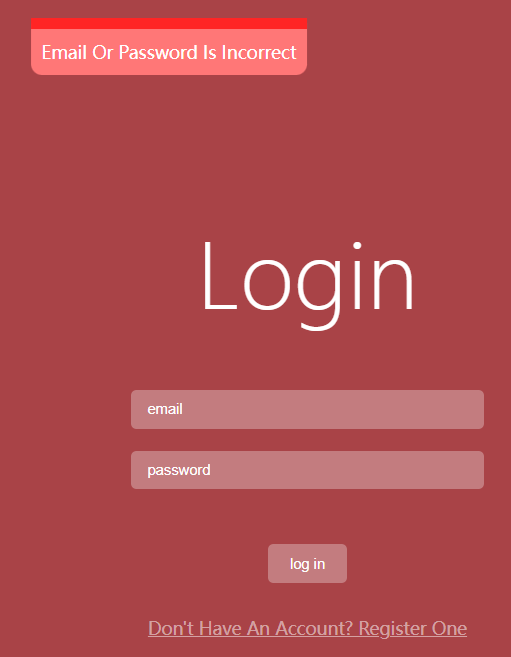 Email Or Password Is Incorrect
Login
email
password
log in
Don't Have An Account? Register One